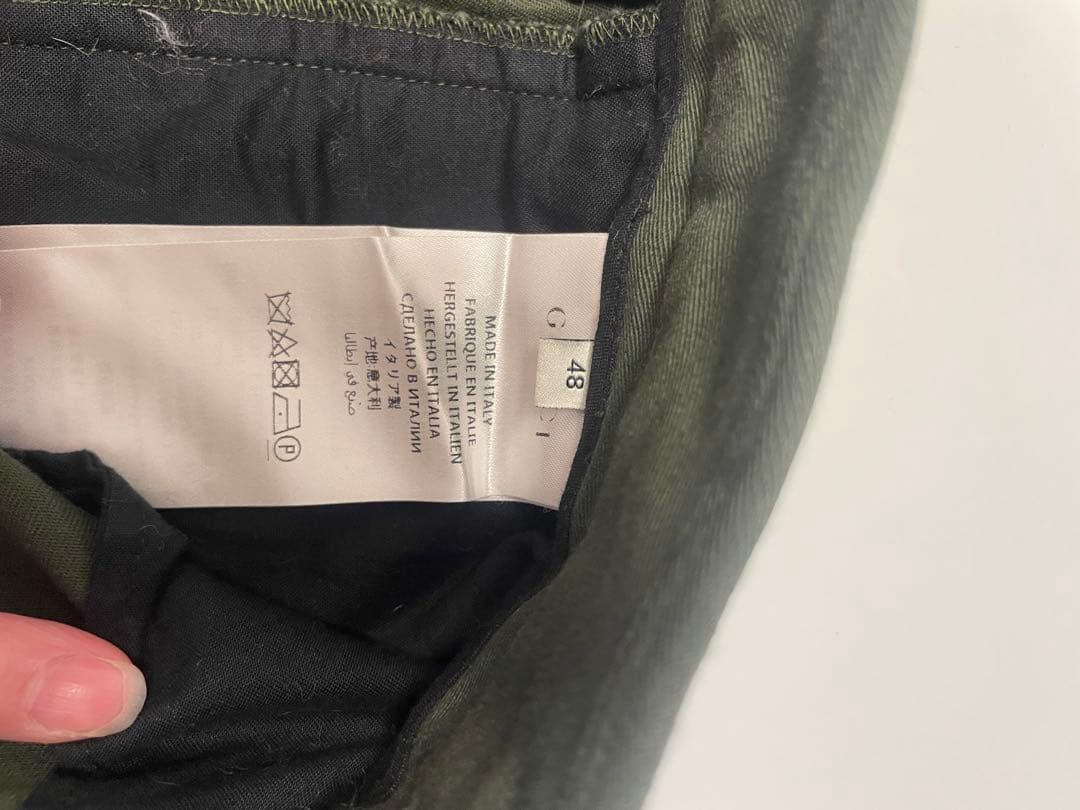 G
48
CI
MADE IN ITALY
FABRIQUE EN ITALIE
HERGESTELLT IN ITALIEN
HECHO EN ITALIA
СДЕЛАНО В ИТАЛИИ
イタリア製
产地:意大利
صنع في إيطاليا
P